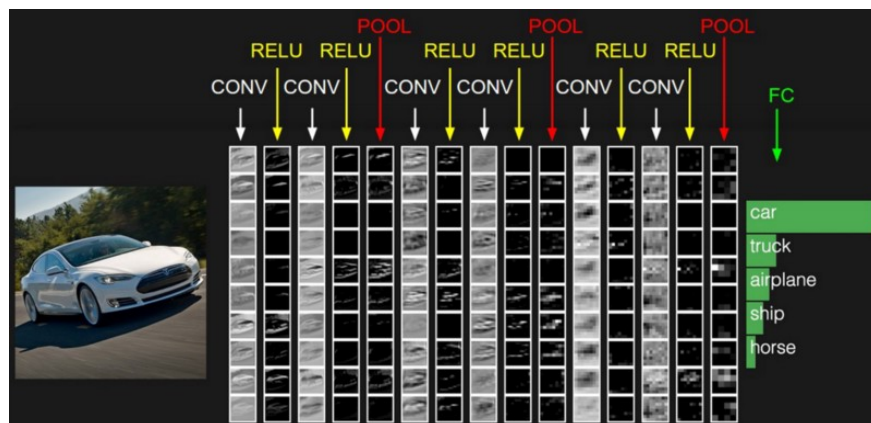 POOL POOL POOL
RELU RELU RELU RELU RELU RELU
CONV CONV CONV CONV CONV CONV
FC
car
truck
airplane
ship
horse